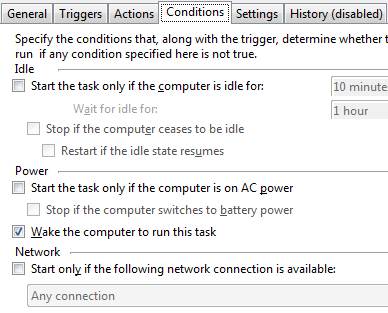 General Triggers Actions Conditions Settings History (disabled)
Specify the conditions that, along with the trigger, determine whether
run if any condition specified here is not true.
Idle
Start the task only if the computer is idle for: 10 minute
Wait for idle for: 1 hour
Stop if the computer ceases to be idle
Restart if the idle state resumes
Power
Start the task only if the computer is on AC power
Stop if the computer switches to battery power
Wake the computer to run this task
Network
Start only if the following network connection is available:
Any connection